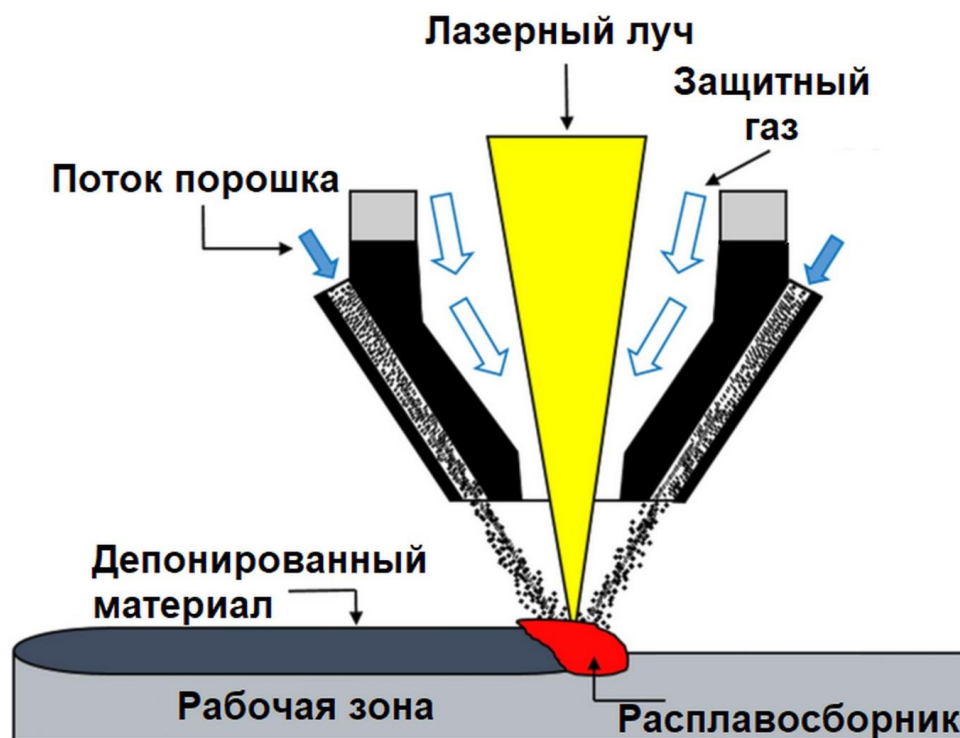 Лазерный луч
Защитный
газ
Поток порошка
Депонированный
материал
Рабочая зона
Расплавосборник